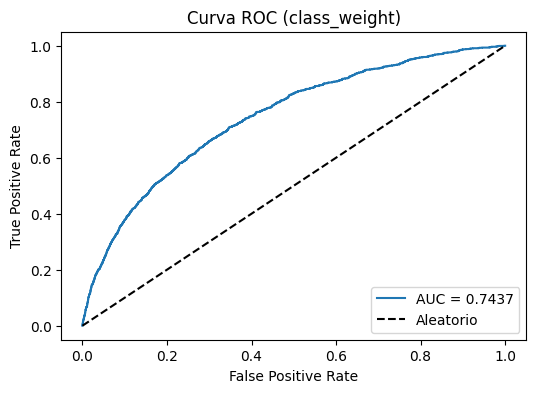 Curva ROC (class_weight)
True Positive Rate
1.0
0.8
0.6
0.4
0.2
0.0
AUC = 0.7437
Aleatorio
0.0 0.2 0.4 0.6 0.8 1.0
False Positive Rate